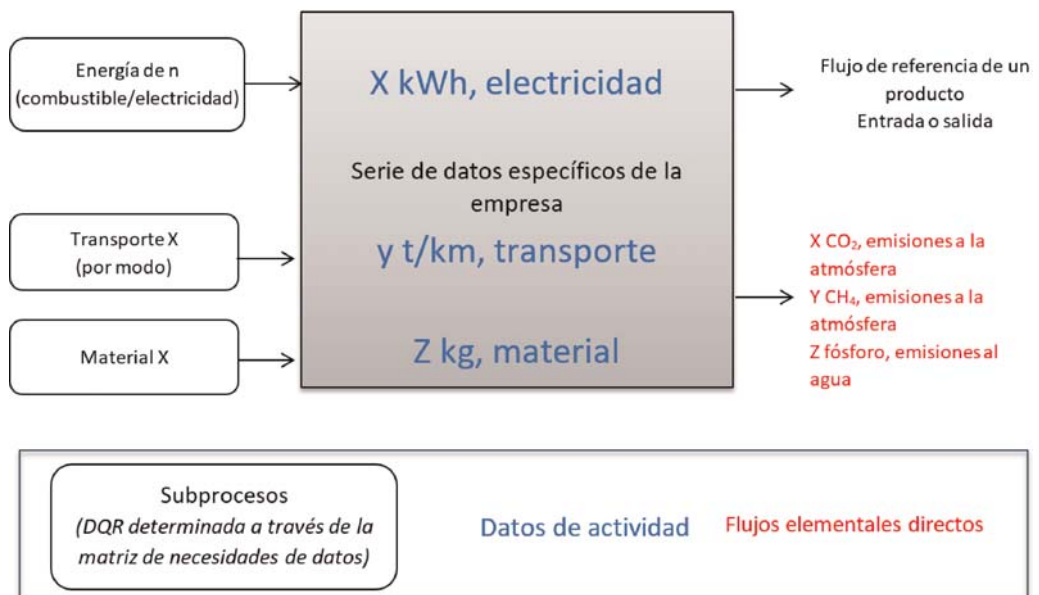 Energía de n
(combustible/electricidad)
X kWh, electricidad
Flujo de referencia de un
producto
Entrada o salida
Serie de datos específicos de la
empresa
Transporte X
(por modo)
y t/km, transporte
X CO₂, emisiones a la
atmósfera
Y CH₄, emisiones a la
atmósfera
Z fósforo, emisiones al
agua
Material X
Z kg, material
Subprocesos
(DQR determinada a través de la
matriz de necesidades de datos)
Datos de actividad
Flujos elementales directos